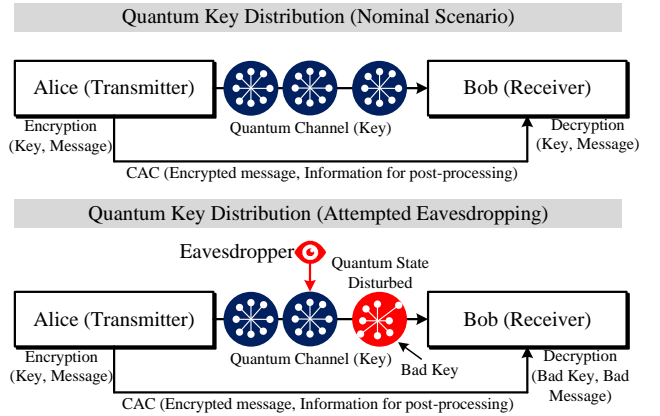 Quantum Key Distribution (Nominal Scenario)
Alice (Transmitter)
Bob (Receiver)
Encryption
(Key, Message)
Quantum Channel (Key)
Decryption
(Key, Message)
CAC (Encrypted message, Information for post-processing)
Quantum Key Distribution (Attempted Eavesdropping)
Eavesdropper
Quantum State
Disturbed
Alice (Transmitter)
Bob (Receiver)
Encryption
(Key, Message)
Quantum Channel (Key)
Bad Key
Decryption
(Bad Key, Bad
Message)
CAC (Encrypted message, Information for post-processing)